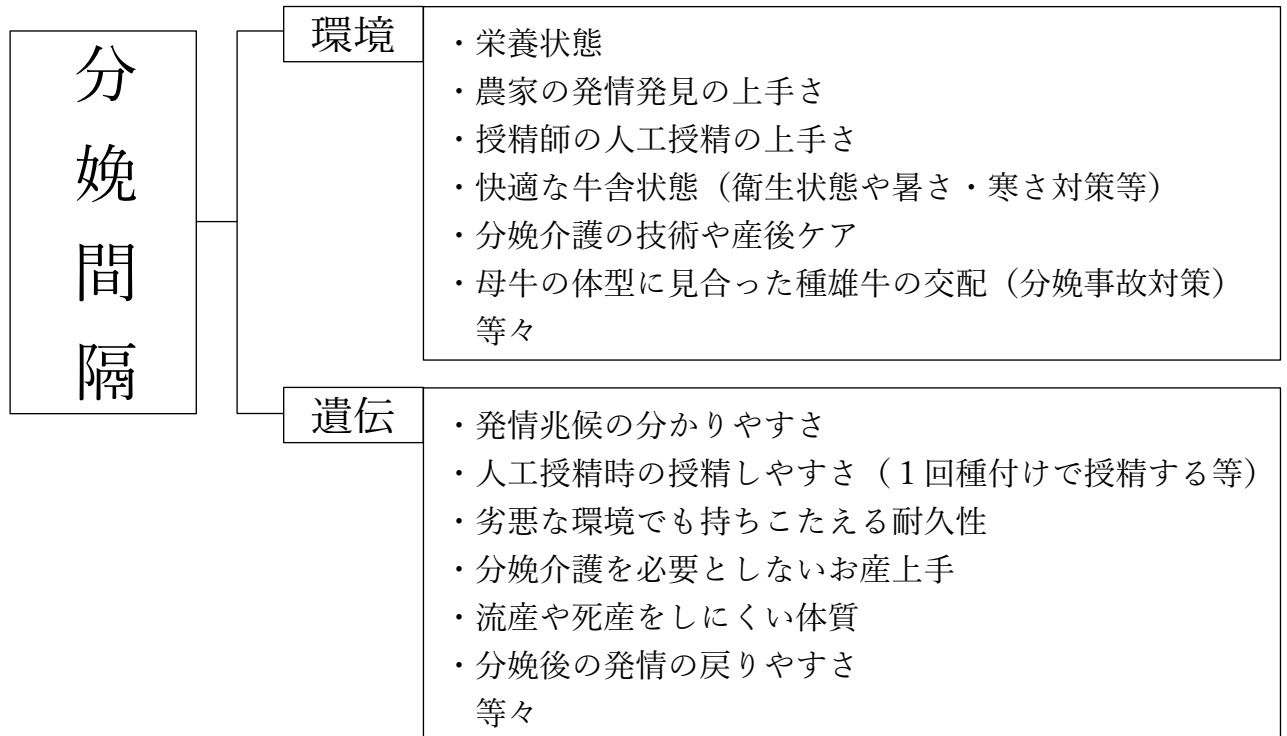 分娩間隔
環境
・栄養状態
・農家の発情発見の上手さ
・授精師の人工授精の上手さ
・快適な牛舎状態（衛生状態や暑さ・寒さ対策等）
・分娩介護の技術や産後ケア
・母牛の体型に見合った種雄牛の交配（分娩事故対策）
等々
遺伝
・発情兆候の分かりやすさ
・人工授精時の授精しやすさ（１回種付けで授精する等）
・劣悪な環境でも持ちこたえる耐久性
・分娩介護を必要としないお産上手
・流産や死産をしにくい体質
・分娩後の発情の戻りやすさ
等々